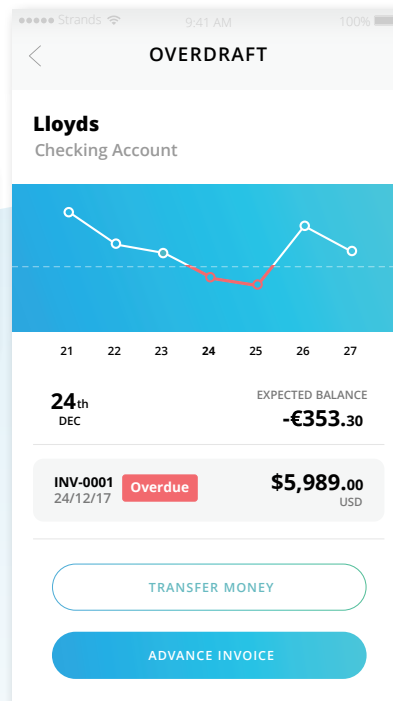 ●●●●● Strands 9:41 AM 100%
OVERDRAFT
Lloyds
Checking Account
21 22 23 24 25 26 27
24th EXPECTED BALANCE
DEC -€353.30
INV-0001 Overdue $5,989.00
24/12/17 USD
TRANSFER MONEY
ADVANCE INVOICE